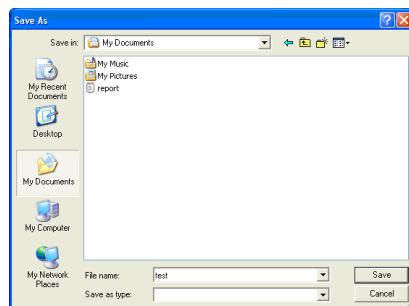 Save As
Save in:
My Documents
My Recent
Documents
Desktop
My Documents
My Computer
My Network
Places
My Music
My Pictures
report
File name:
test
Save
Save as type:
Cancel